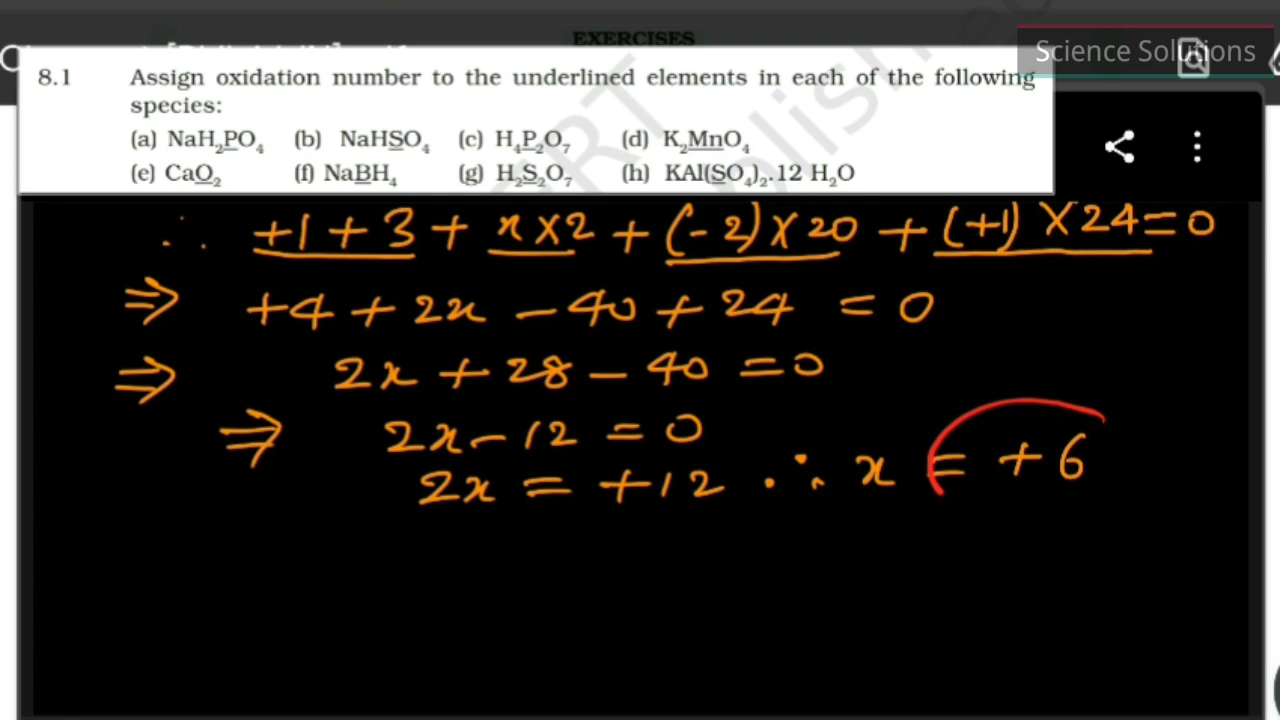 EXERCISES
Science Solutions
8.1 Assign oxidation number to the underlined elements in each of the following
species:
(a) NaH₂PO₄ (b) NaHSO₄ (c) H₄P₂O₇ (d) K₂MnO₄
(e) CaO₂ (f) NaBH₄ (g) H₂S₂O₇ (h) KAl(SO₄)₂.12 H₂O
∴ +1 + 3 + x × 2 + (-2) × 20 + (+1) × 24 = 0
⇒ +4 + 2x - 40 + 24 = 0
⇒ 2x + 28 - 40 = 0
⇒ 2x - 12 = 0
2x = +12 ∴ x = +6